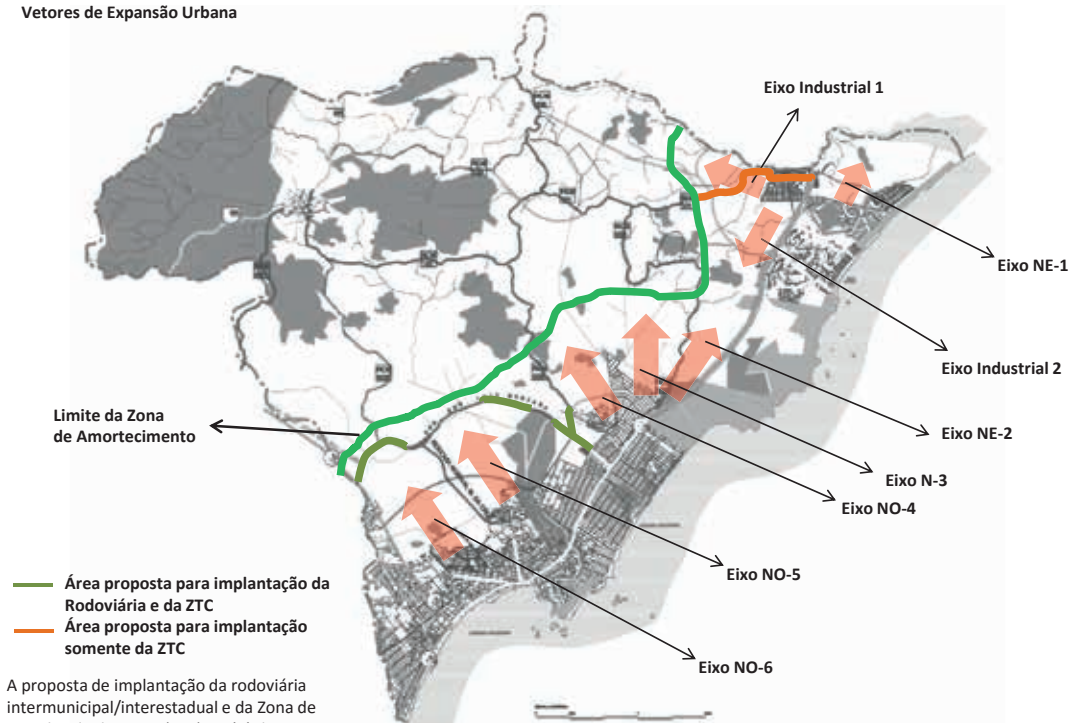 Vetores de Expansão Urbana
Eixo Industrial 1
Eixo NE-1
Eixo Industrial 2
Limite da Zona
de Amortecimento
Eixo NE-2
Eixo N-3
Eixo NO-4
Eixo NO-5
Área proposta para implantação da
Rodoviária e da ZTC
Área proposta para implantação
somente da ZTC
Eixo NO-6
A proposta de implantação da rodoviária
intermunicipal/interestadual e da Zona de